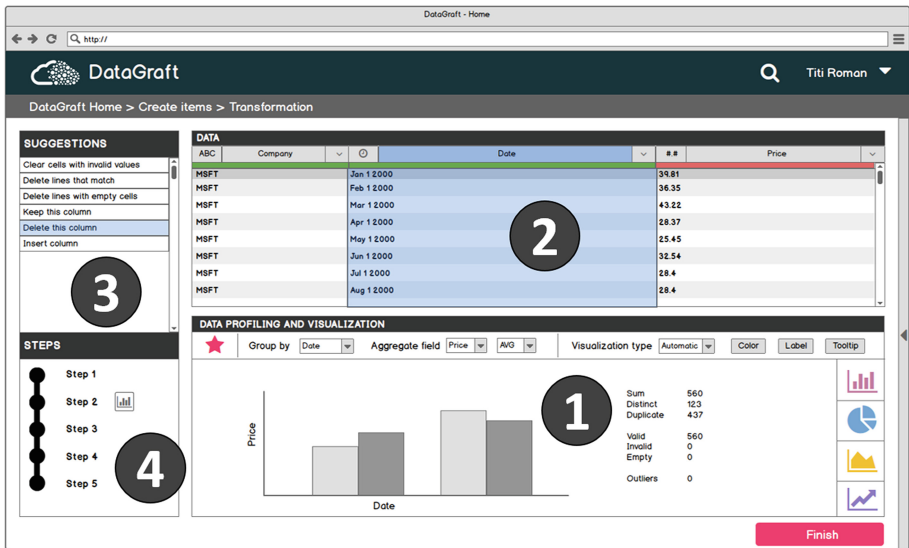 DataGraft - Home
http://
DataGraft
Titi Roman
DataGraft Home > Create items > Transformation
SUGGESTIONS
Clear cells with invalid values
Delete lines that match
Delete lines with empty cells
Keep this column
Delete this column
Insert column
3
DATA
ABC Company Date #.# Price
MSFT Jan 1 2000 39.81
MSFT Feb 1 2000 36.35
MSFT Mar 1 2000 43.22
MSFT Apr 1 2000 28.37
MSFT May 1 2000 25.45
MSFT Jun 1 2000 32.54
MSFT Jul 1 2000 28.4
MSFT Aug 1 2000 28.4
2
STEPS
Step 1
Step 2
Step 3
Step 4
Step 5
4
DATA PROFILING AND VISUALIZATION
Group by Date Aggregate field Price AVG Visualization type Automatic Color Label Tooltip
Price
Date
1
Sum 560
Distinct 123
Duplicate 437
Valid 560
Invalid 0
Empty 0
Outliers 0
Finish